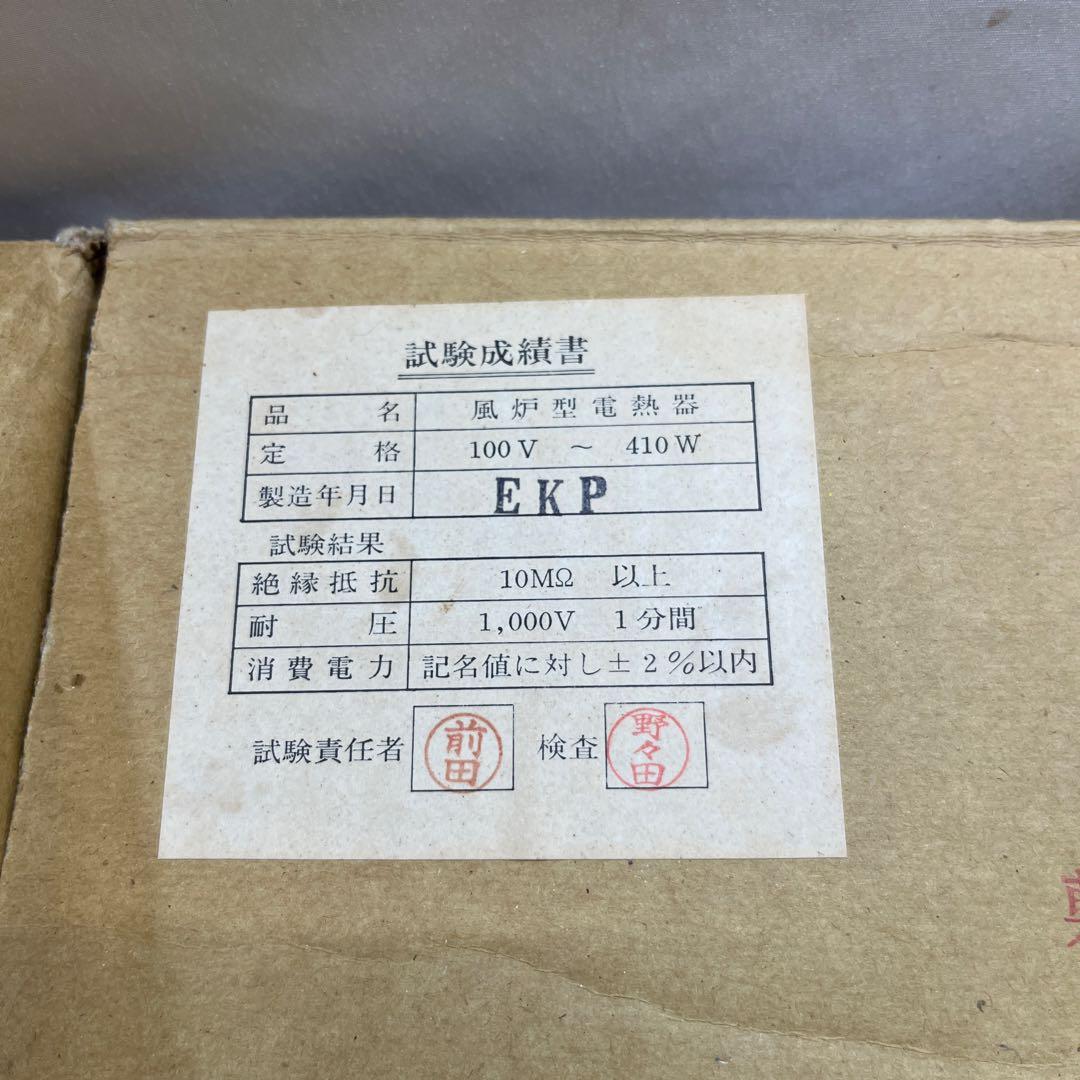 試験成績書
品名 風炉型電熱器
定格 100V ～ 410W
製造年月日 EKP
試験結果
絶縁抵抗 10MΩ 以上
耐圧 1,000V 1分間
消費電力 記名値に対し±2%以内
試験責任者 前田 検査 野々田